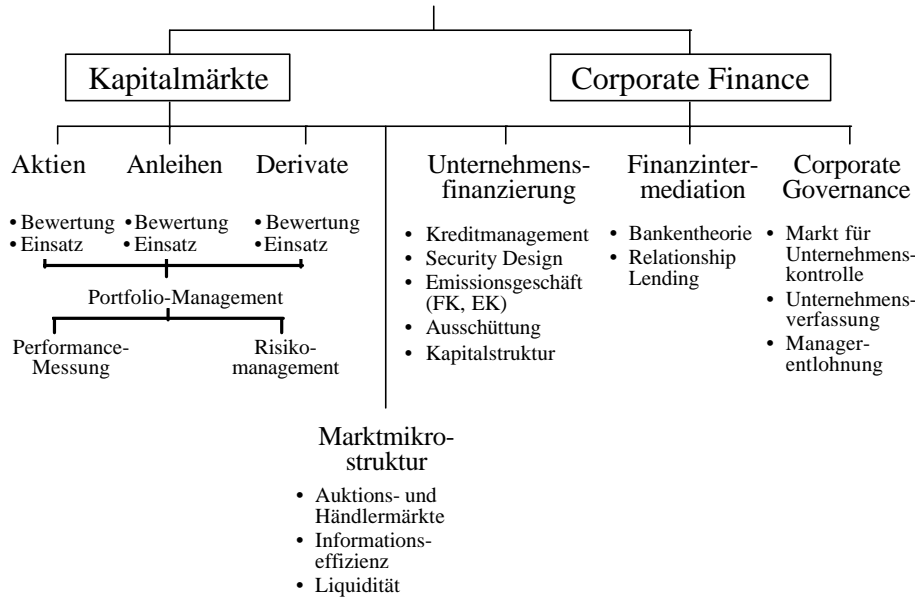 Kapitalmärkte
Corporate Finance
Aktien
Anleihen
Derivate
• Bewertung
• Einsatz
• Bewertung
• Einsatz
• Bewertung
• Einsatz
Portfolio-Management
Performance-
Messung
Risiko-
management
Marktmikro-
struktur
• Auktions- und
Händlermärkte
• Informations-
effizienz
• Liquidität
Unternehmens-
finanzierung
• Kreditmanagement
• Security Design
• Emissionsgeschäft
(FK, EK)
• Ausschüttung
• Kapitalstruktur
Finanzinter-
mediation
• Bankentheorie
• Relationship
Lending
Corporate
Governance
• Markt für
Unternehmens-
kontrolle
• Unternehmens-
verfassung
• Manager-
entlohnung